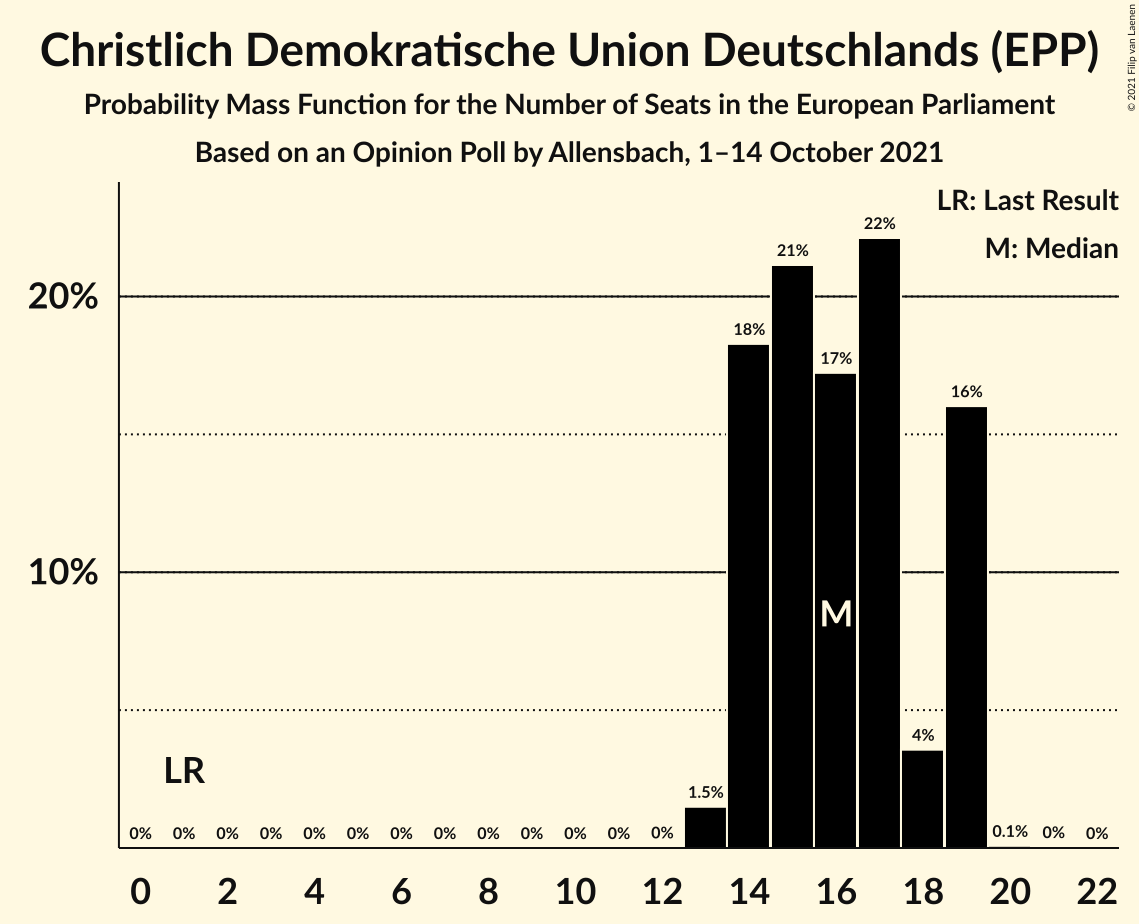 Christlich Demokratische Union Deutschlands (EPP)
Probability Mass Function for the Number of Seats in the European Parliament
Based on an Opinion Poll by Allensbach, 1–14 October 2021
© 2021 Filip van Laenen
LR: Last Result
M: Median
20%
10%
22%
21%
18%
17%
16%
M
4%
LR
1.5%
0% 0% 0% 0% 0% 0% 0% 0% 0% 0% 0% 0% 0% 0.1% 0% 0%
0 2 4 6 8 10 12 14 16 18 20 22